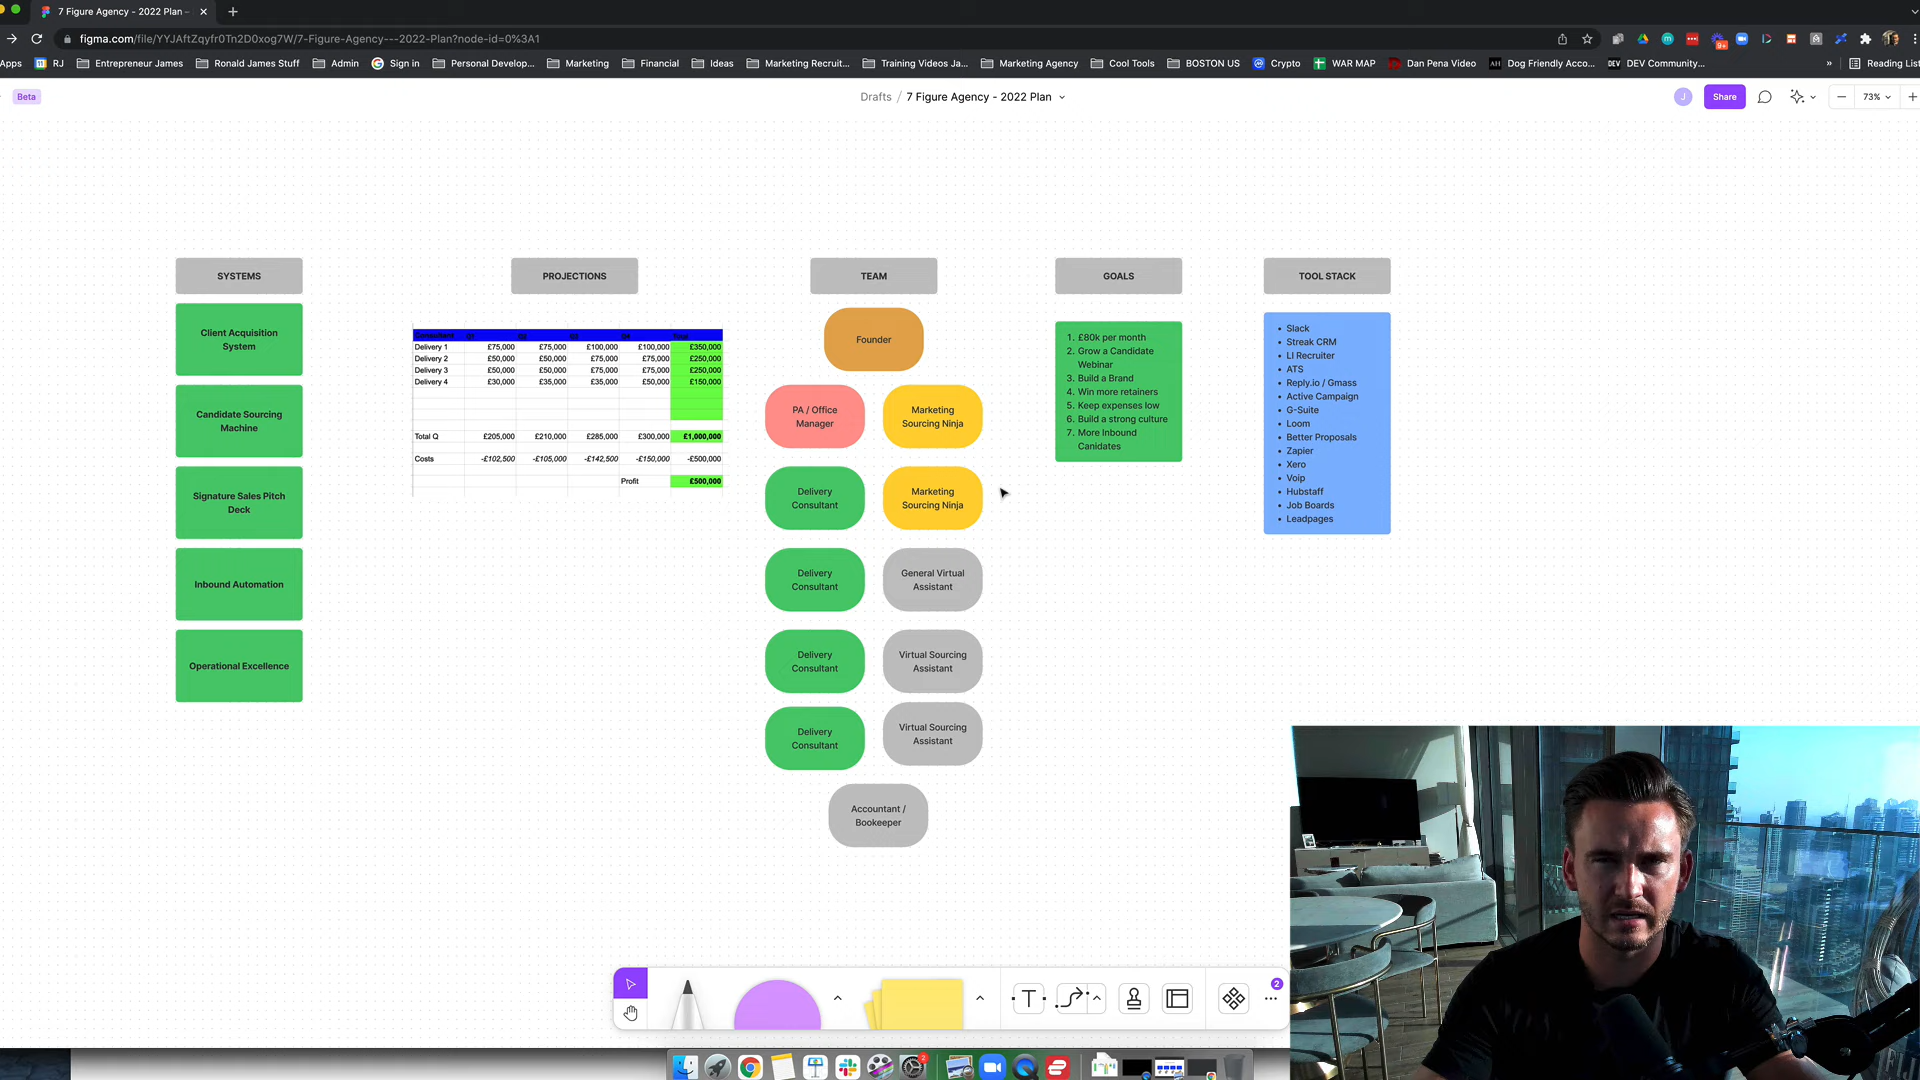 7 Figure Agency - 2022 Plan –
figma.com/file/YYJAftZqyfr0Tn2D0xog7W/7-Figure-Agency---2022-Plan?node-id=0%3A1
9+
Apps
RJ
Entrepreneur James
Ronald James Stuff
Admin
Sign in
Personal Develop...
Marketing
Financial
Ideas
Marketing Recruit...
Training Videos Ja...
Marketing Agency
Cool Tools
BOSTON US
Crypto
WAR MAP
Dan Pena Video
AH Dog Friendly Acco...
DEV DEV Community...
»
Reading List
Beta
Drafts / 7 Figure Agency - 2022 Plan
J
Share
73%
SYSTEMS
Client Acquisition
System
Candidate Sourcing
Machine
Signature Sales Pitch
Deck
Inbound Automation
Operational Excellence
PROJECTIONS
Delivery 1 £75,000 £75,000 £100,000 £100,000 £350,000
Delivery 2 £50,000 £50,000 £75,000 £75,000 £250,000
Delivery 3 £50,000 £50,000 £75,000 £75,000 £250,000
Delivery 4 £30,000 £35,000 £35,000 £50,000 £150,000
Total Q £205,000 £210,000 £285,000 £300,000 £1,000,000
Costs -£102,500 -£105,000 -£142,500 -£150,000 -£500,000
Profit £500,000
TEAM
Founder
PA / Office
Manager
Marketing
Sourcing Ninja
Delivery
Consultant
Marketing
Sourcing Ninja
Delivery
Consultant
General Virtual
Assistant
Delivery
Consultant
Virtual Sourcing
Assistant
Delivery
Consultant
Virtual Sourcing
Assistant
Accountant /
Bookeeper
GOALS
1. £80k per month
2. Grow a Candidate
Webinar
3. Build a Brand
4. Win more retainers
5. Keep expenses low
6. Build a strong culture
7. More Inbound
Canidates
TOOL STACK
• Slack
• Streak CRM
• LI Recruiter
• ATS
• Reply.io / Gmass
• Active Campaign
• G-Suite
• Loom
• Better Proposals
• Zapier
• Xero
• Voip
• Hubstaff
• Job Boards
• Leadpages
T
2
2